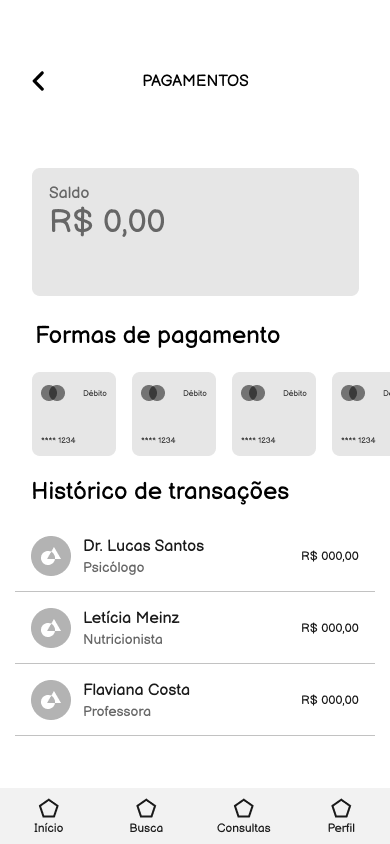 PAGAMENTOS
Saldo
R$ 0,00
Formas de pagamento
Débito
**** 1234
Débito
**** 1234
Débito
**** 1234
**** 1234
Histórico de transações
Dr. Lucas Santos
Psicólogo
R$ 000,00
Letícia Meinz
Nutricionista
R$ 000,00
Flaviana Costa
Professora
R$ 000,00
Início
Busca
Consultas
Perfil